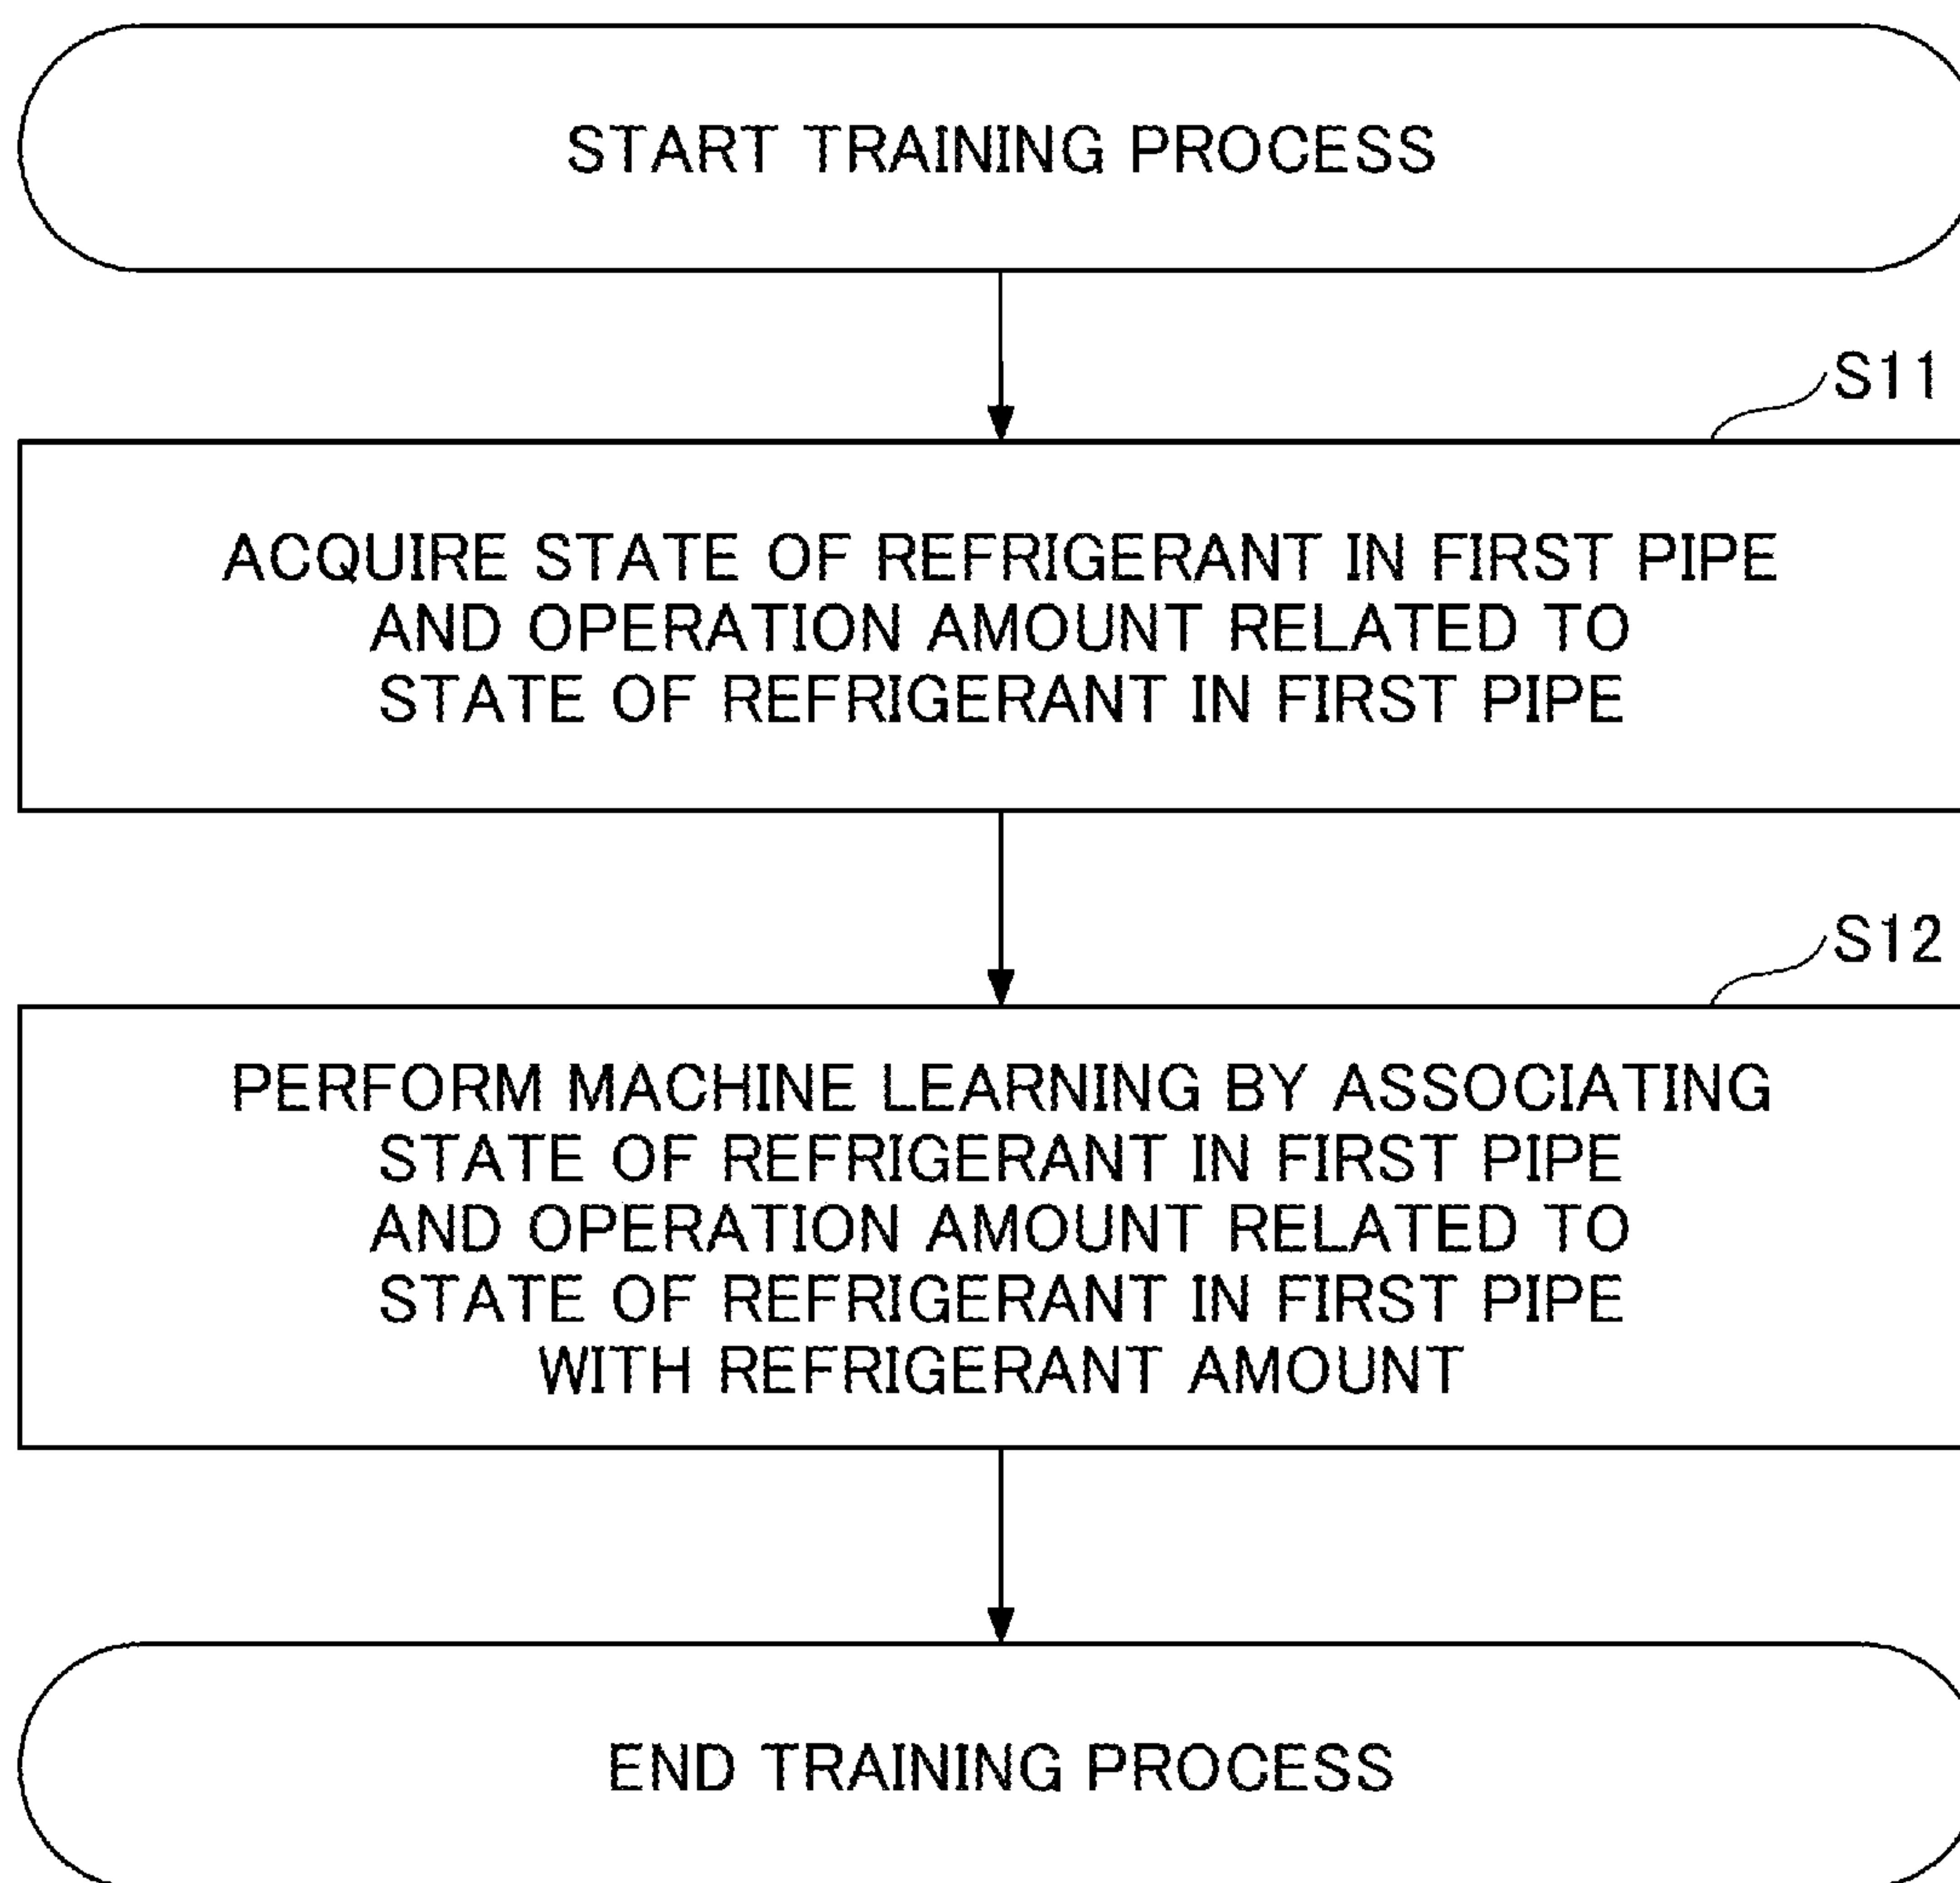 START TRAINING PROCESS
S11
ACQUIRE STATE OF REFRIGERANT IN FIRST PIPE
AND OPERATION AMOUNT RELATED TO
STATE OF REFRIGERANT IN FIRST PIPE
S12
PERFORM MACHINE LEARNING BY ASSOCIATING
STATE OF REFRIGERANT IN FIRST PIPE
AND OPERATION AMOUNT RELATED TO
STATE OF REFRIGERANT IN FIRST PIPE
WITH REFRIGERANT AMOUNT
END TRAINING PROCESS